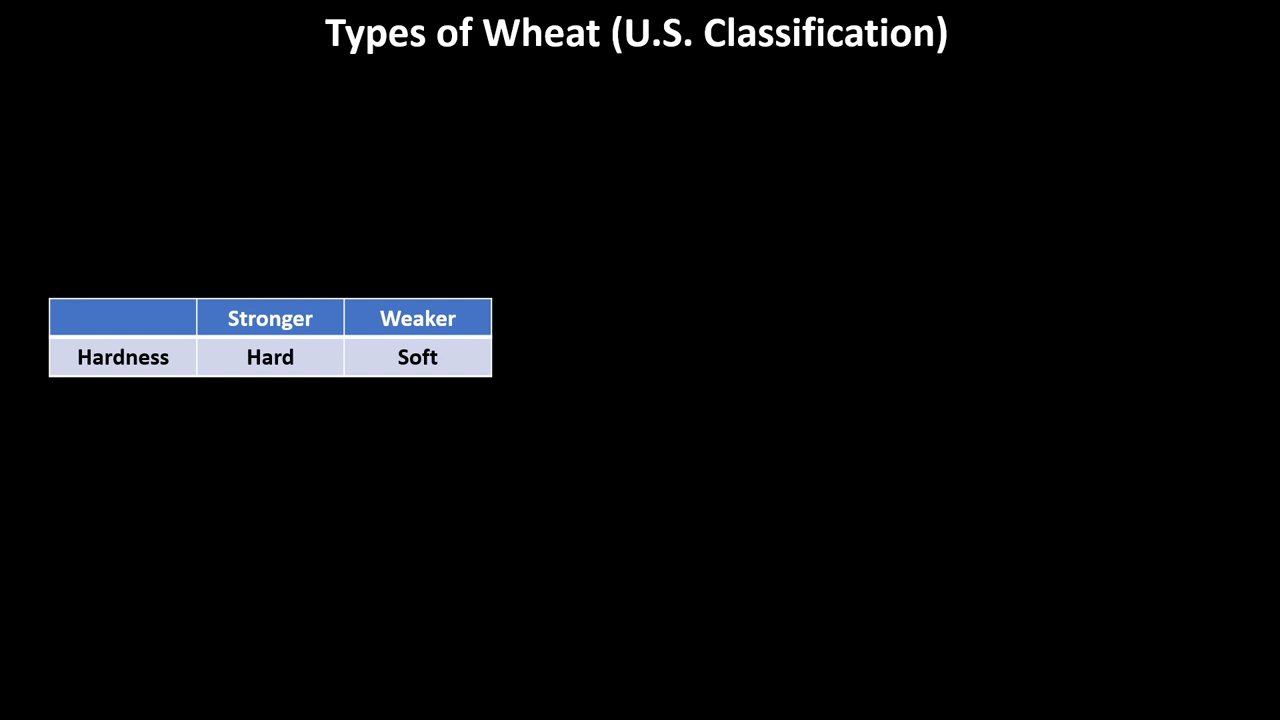 Types of Wheat (U.S. Classification)
Stronger Weaker
Hardness Hard Soft